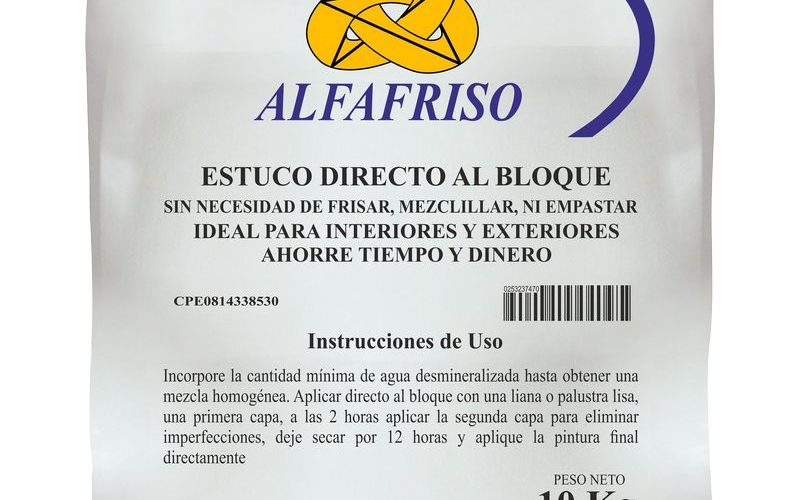 ALFAFRISO
ESTUCO DIRECTO AL BLOQUE
SIN NECESIDAD DE FRISAR, MEZCLILLAR, NI EMPASTAR
IDEAL PARA INTERIORES Y EXTERIORES
AHORRE TIEMPO Y DINERO
0253237470
CPE0814338530
Instrucciones de Uso
Incorpore la cantidad mínima de agua desmineralizada hasta obtener una
mezcla homogénea. Aplicar directo al bloque con una liana o palustra lisa,
una primera capa, a las 2 horas aplicar la segunda capa para eliminar
imperfecciones, deje secar por 12 horas y aplique la pintura final
directamente
PESO NETO
10 Kg